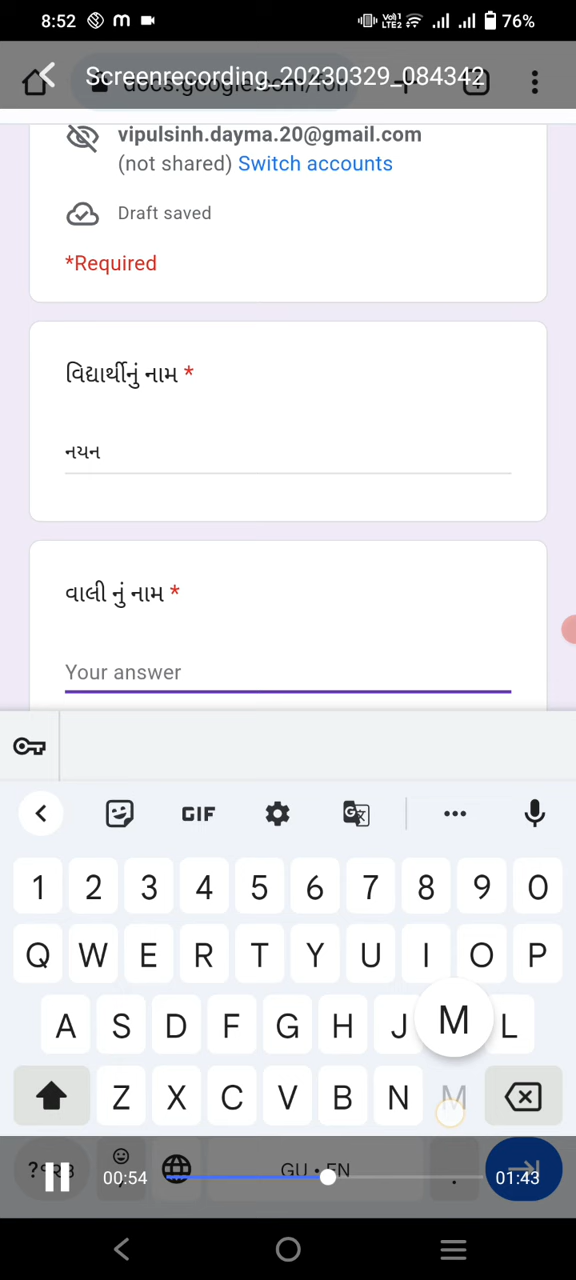 8:52
76%
Screenrecording_20230329_084342
vipulsinh.dayma.20@gmail.com
(not shared) Switch accounts
Draft saved
*Required
વિદ્યાર્થીનું નામ *
નયન
વાલી નું નામ *
Your answer
GIF
1 2 3 4 5 6 7 8 9 0
Q W E R T Y U I O P
A S D F G H J M L
Z X C V B N M
GU • EN .
00:54
01:43